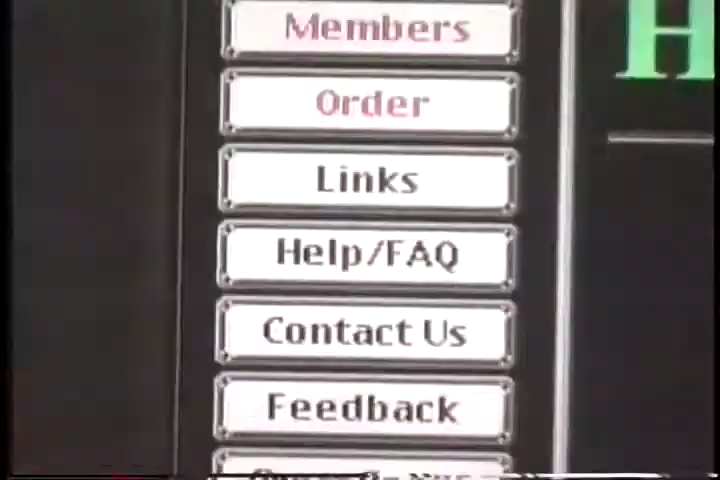 Members
H
Order
Links
Help/FAQ
Contact Us
Feedback